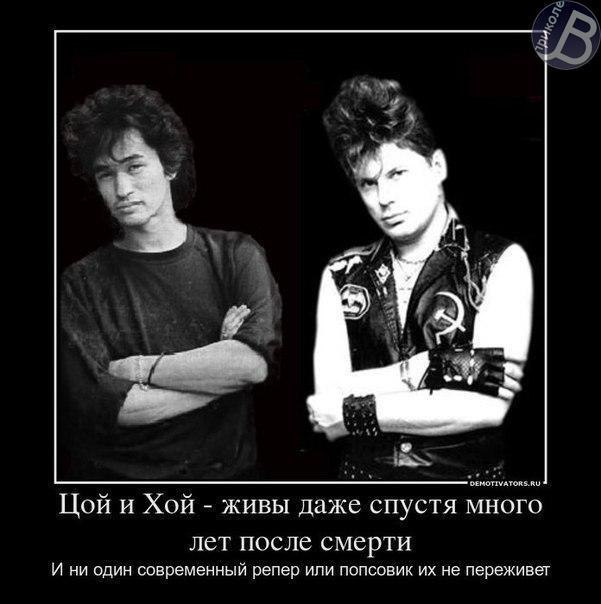 Вприколе
DEMOTIVATORS.RU
Цой и Хой - живы даже спустя много
лет после смерти
И ни один современный репер или попсовик их не переживет